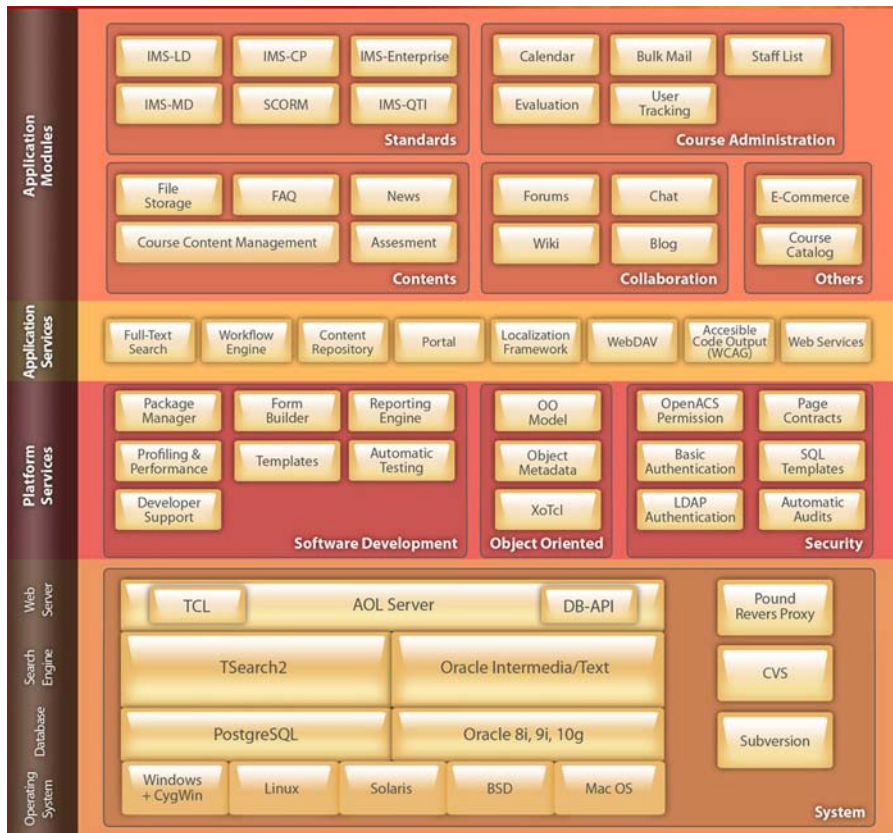 Application
Modules
IMS-LD
IMS-CP
IMS-Enterprise
IMS-MD
SCORM
IMS-QTI
Standards
Calendar
Bulk Mail
Staff List
Evaluation
User
Tracking
Course Administration
File
Storage
FAQ
News
Course Content Management
Assesment
Contents
Forums
Chat
Wiki
Blog
Collaboration
E-Commerce
Course
Catalog
Others
Application
Services
Full-Text
Search
Workflow
Engine
Content
Repository
Portal
Localization
Framework
WebDAV
Accesible
Code Output
(WCAG)
Web Services
Platform
Services
Package
Manager
Form
Builder
Reporting
Engine
Profiling &
Performance
Templates
Automatic
Testing
Developer
Support
Software Development
OO
Model
Object
Metadata
XoTcl
Object Oriented
OpenACS
Permission
Page
Contracts
Basic
Authentication
SQL
Templates
LDAP
Authentication
Automatic
Audits
Security
Web
Server
TCL
AOL Server
DB-API
Pound
Revers Proxy
Search
Engine
TSearch2
Oracle Intermedia/Text
CVS
Database
PostgreSQL
Oracle 8i, 9i, 10g
Subversion
Operating
System
Windows
+ CygWin
Linux
Solaris
BSD
Mac OS
System